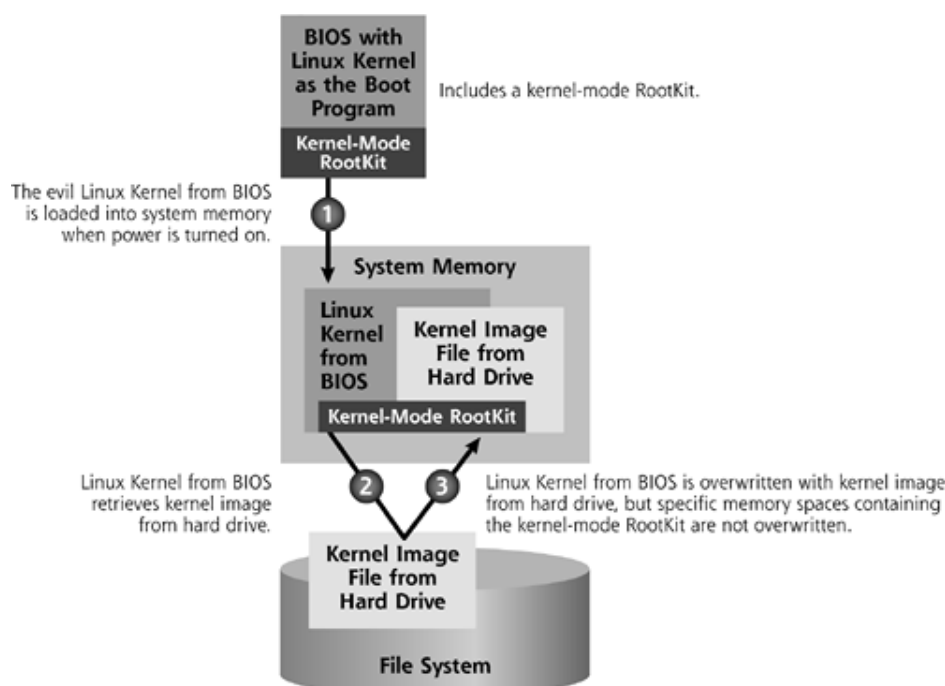 BIOS with
Linux Kernel
as the Boot
Program
Includes a kernel-mode RootKit.
Kernel-Mode
RootKit
The evil Linux Kernel from BIOS
is loaded into system memory
when power is turned on.
1
System Memory
Linux
Kernel
from
BIOS
Kernel Image
File from
Hard Drive
Kernel-Mode RootKit
Linux Kernel from BIOS
retrieves kernel image
from hard drive.
2
3
Linux Kernel from BIOS is overwritten with kernel image
from hard drive, but specific memory spaces containing
the kernel-mode RootKit are not overwritten.
Kernel Image
File from
Hard Drive
File System